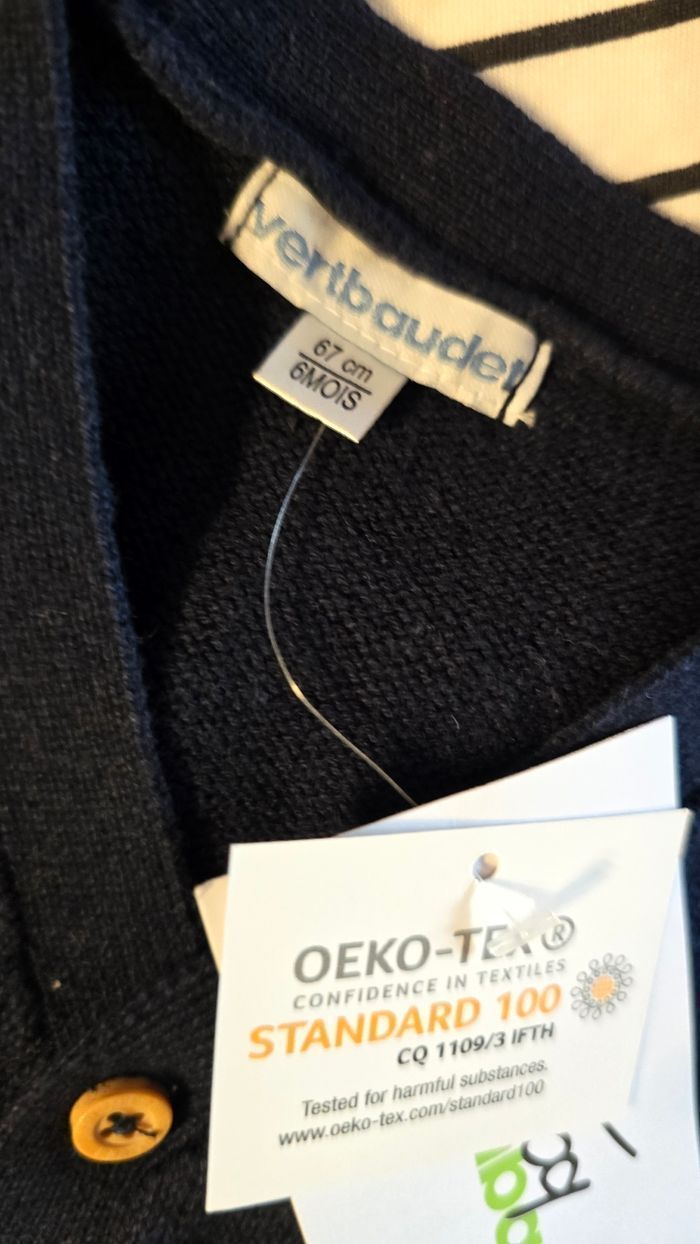 vertbaudet
67 cm
6MOIS
OEKO-TEX®
CONFIDENCE IN TEXTILES
STANDARD 100
CQ 1109/3 IFTH
Tested for harmful substances.
www.oeko-tex.com/standard100